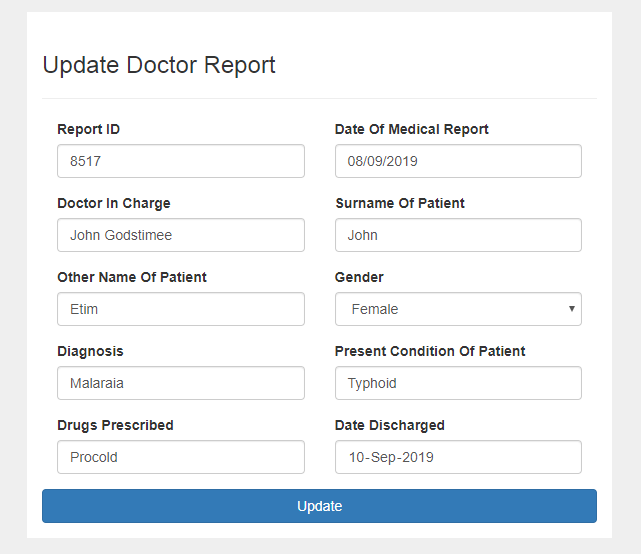 Update Doctor Report
Report ID
Date Of Medical Report
8517
08/09/2019
Doctor In Charge
Surname Of Patient
John Godstimee
John
Other Name Of Patient
Gender
Etim
Female
Diagnosis
Present Condition Of Patient
Malaraia
Typhoid
Drugs Prescribed
Date Discharged
Procold
10-Sep-2019
Update